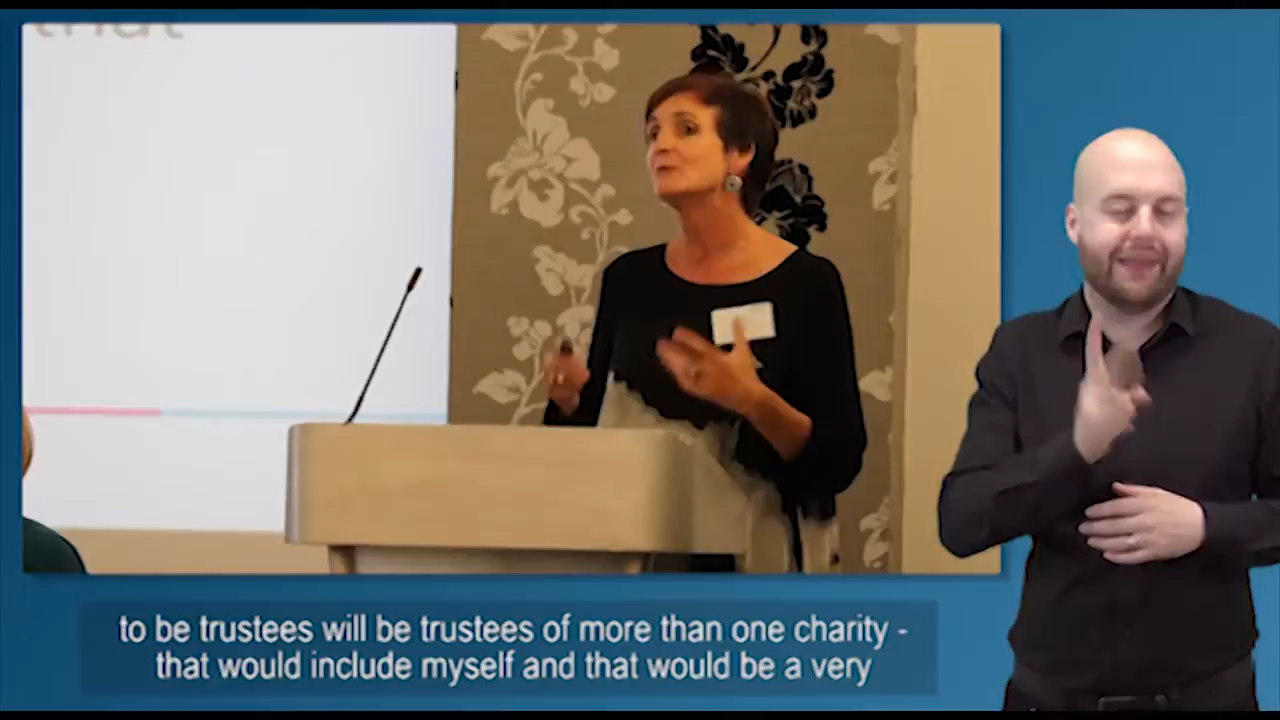 that
to be trustees will be trustees of more than one charity -
that would include myself and that would be a very